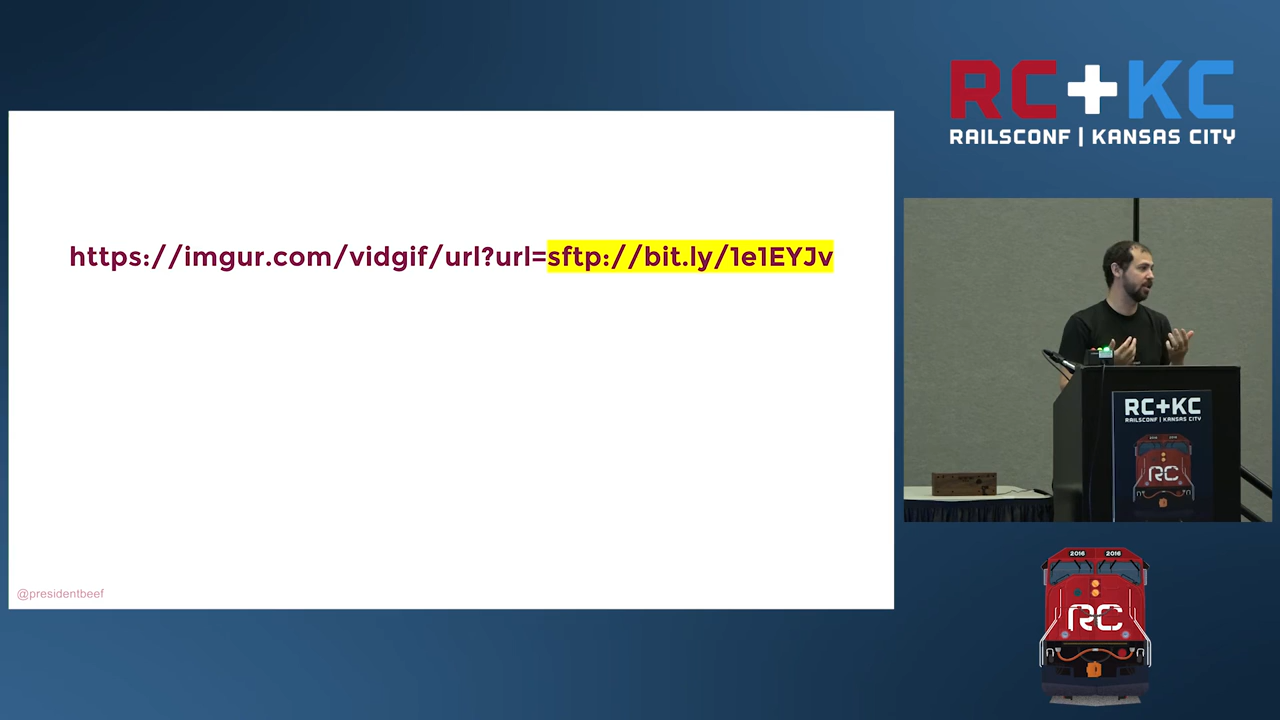 RC+KC
RAILSCONF | KANSAS CITY
https://imgur.com/vidgif/url?url=sftp://bit.ly/1e1EYJv
@presidentbeef
RC+KC
RAILSCONF | KANSAS CITY
RC
2016 2016
RC